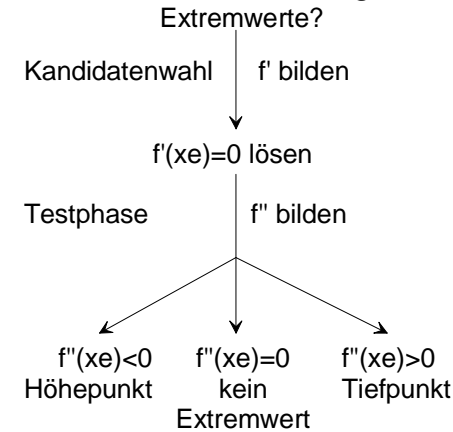 Extremwerte?
Kandidatenwahl f' bilden
f'(xe)=0 lösen
Testphase f" bilden
f"(xe)<0 f"(xe)=0 f"(xe)>0
Höhepunkt kein Tiefpunkt
Extremwert